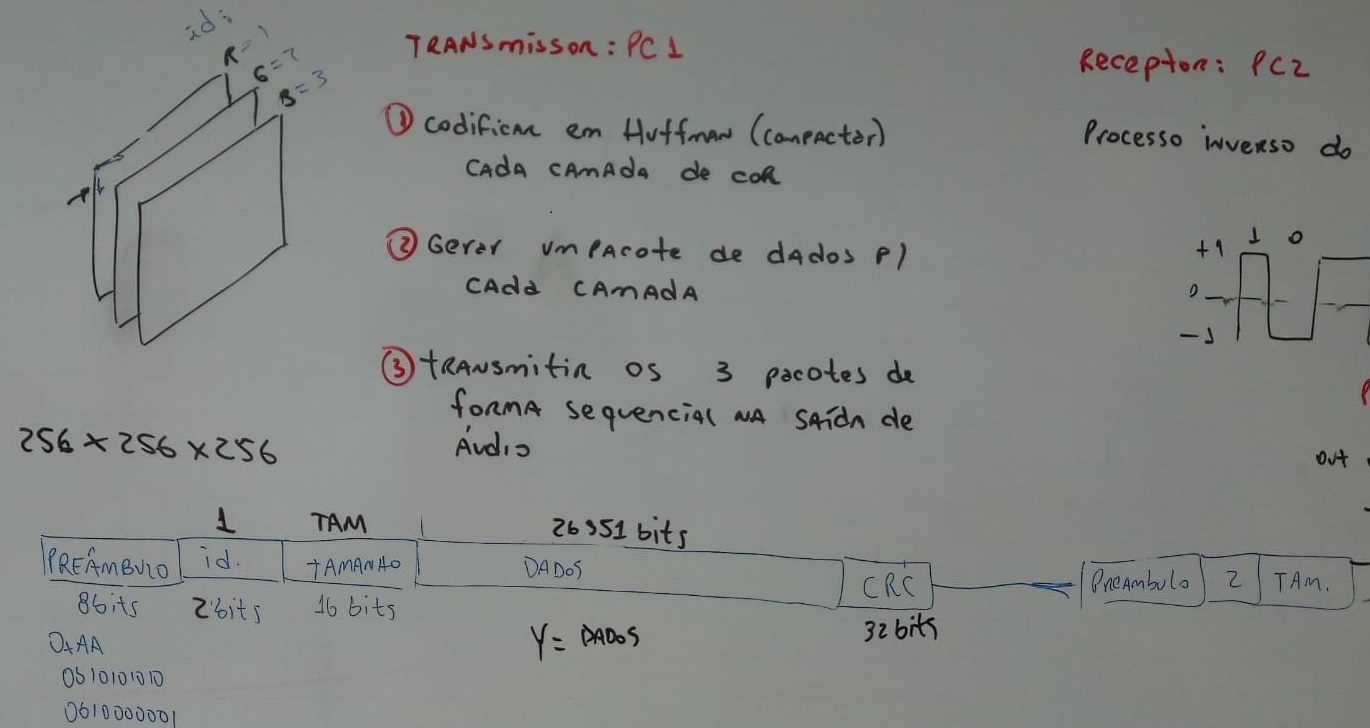 id:
R=1
G=2
B=3
256 x 256 x 256
TRANSmissor: PC1
① codificar em Huffman (compactar)
cada camada de cor
② Gerar um pacote de dados p/
cada camada
③ transmitir os 3 pacotes de
forma sequencial na saída de
Áudio
Receptor: PC2
Processo inverso do
+1 1 0
0
-1
out
1 TAM 26951 bits
PREÂMBULO id. TAMANHO DADOS CRC Preambulo 2 TAM.
8bits 2bits 16 bits 32 bits
0xAA Y = DADOS
0b10101010
0b10000001